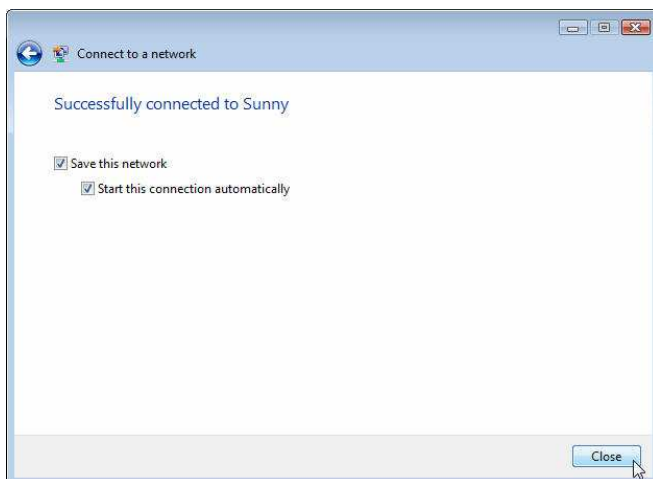 Connect to a network
Successfully connected to Sunny
Save this network
Start this connection automatically
Close